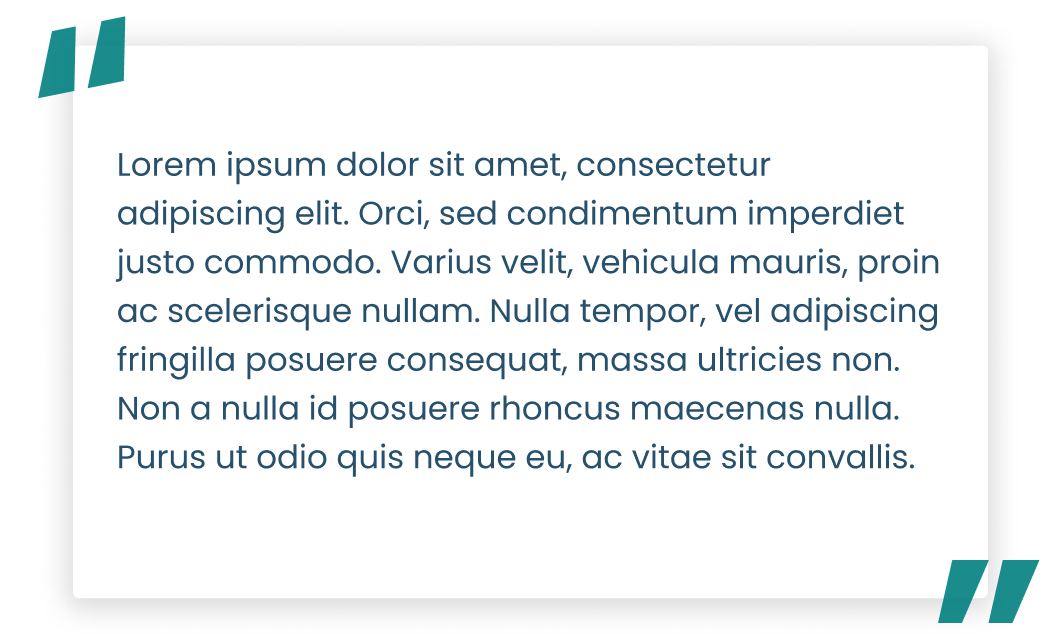 Lorem ipsum dolor sit amet, consectetur
adipiscing elit. Orci, sed condimentum imperdiet
justo commodo. Varius velit, vehicula mauris, proin
ac scelerisque nullam. Nulla tempor, vel adipiscing
fringilla posuere consequat, massa ultricies non.
Non a nulla id posuere rhoncus maecenas nulla.
Purus ut odio quis neque eu, ac vitae sit convallis.